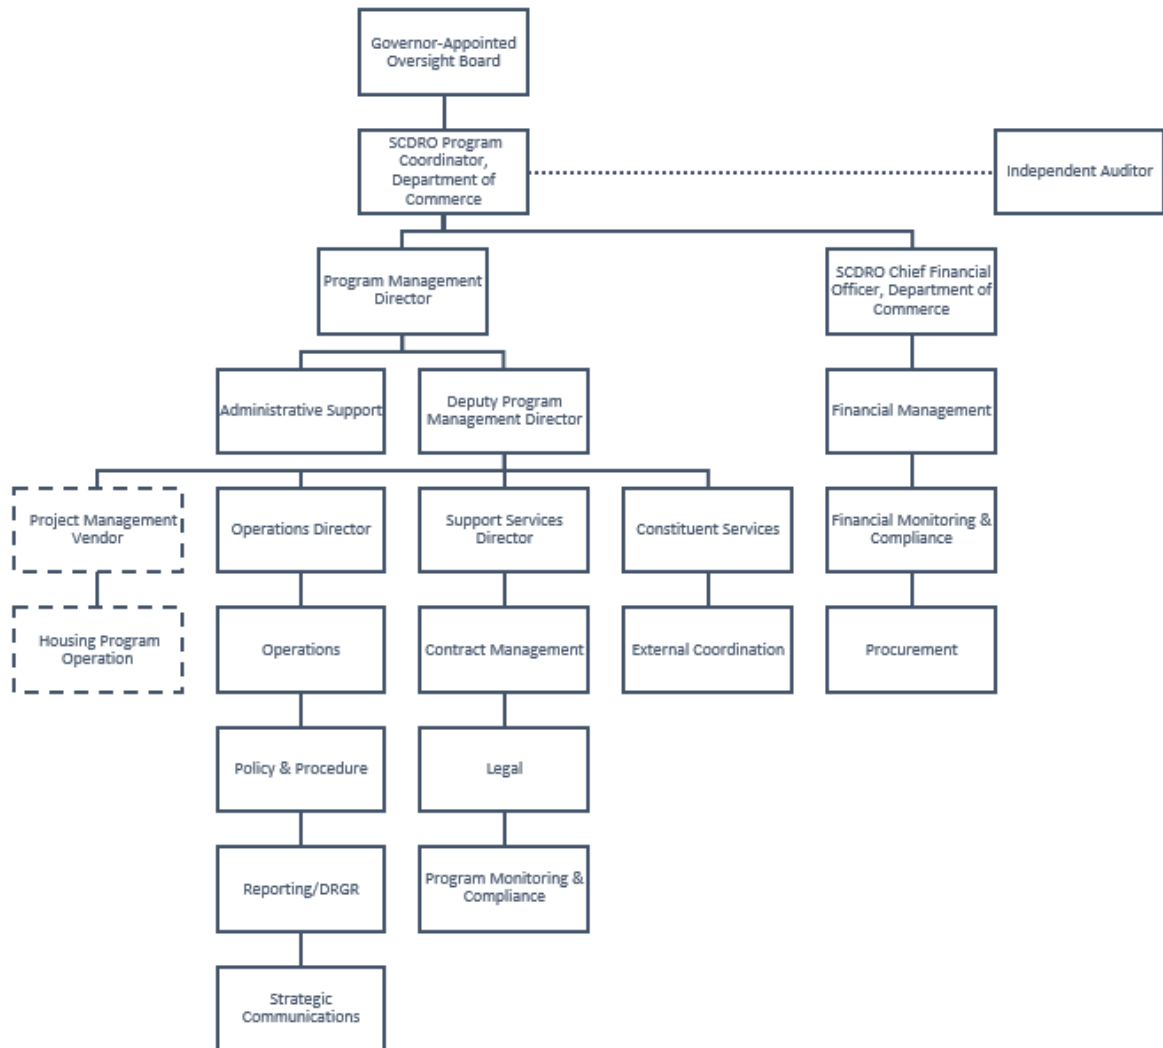 Governor-Appointed
Oversight Board
SCDRO Program
Coordinator,
Department of
Commerce
Independent Auditor
Program Management
Director
SCDRO Chief Financial
Officer, Department of
Commerce
Administrative Support
Deputy Program
Management Director
Financial Management
Project Management
Vendor
Operations Director
Support Services
Director
Constituent Services
Financial Monitoring &
Compliance
Housing Program
Operation
Operations
Contract Management
External Coordination
Procurement
Policy & Procedure
Legal
Reporting/DRGR
Program Monitoring &
Compliance
Strategic
Communications